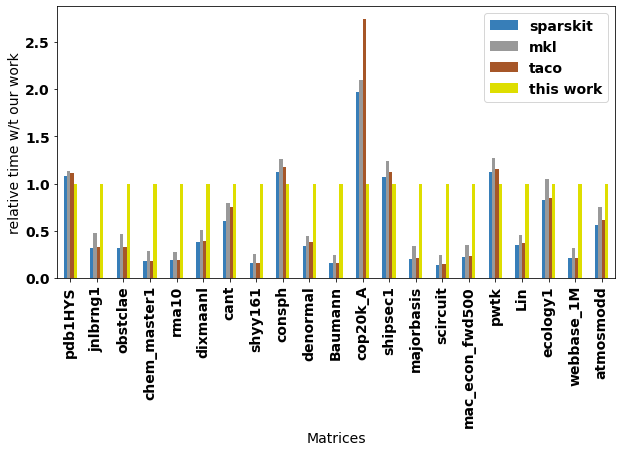 relative time w/t our work
2.5
2.0
1.5
1.0
0.5
0.0
sparskit
mkl
taco
this work
pdb1HYS
jnlbrng1
obstclae
chem_master1
rma10
dixmaanl
cant
shyy161
consph
denormal
Baumann
cop20k_A
shipsec1
majorbasis
scircuit
mac_econ_fwd500
pwtk
Lin
ecology1
webbase_1M
atmosmodd
Matrices